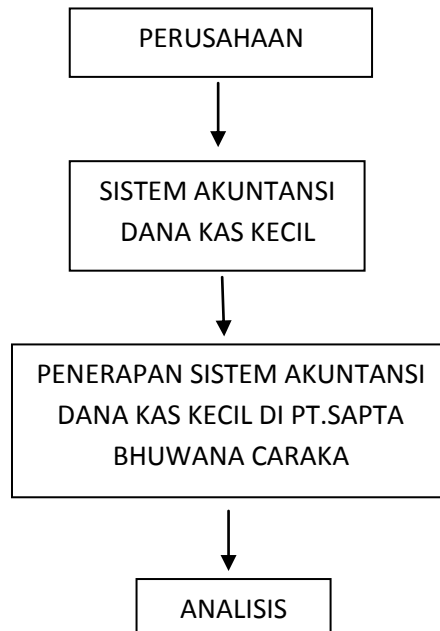 PERUSAHAAN
SISTEM AKUNTANSI
DANA KAS KECIL
PENERAPAN SISTEM AKUNTANSI
DANA KAS KECIL DI PT.SAPTA
BHUWANA CARAKA
ANALISIS